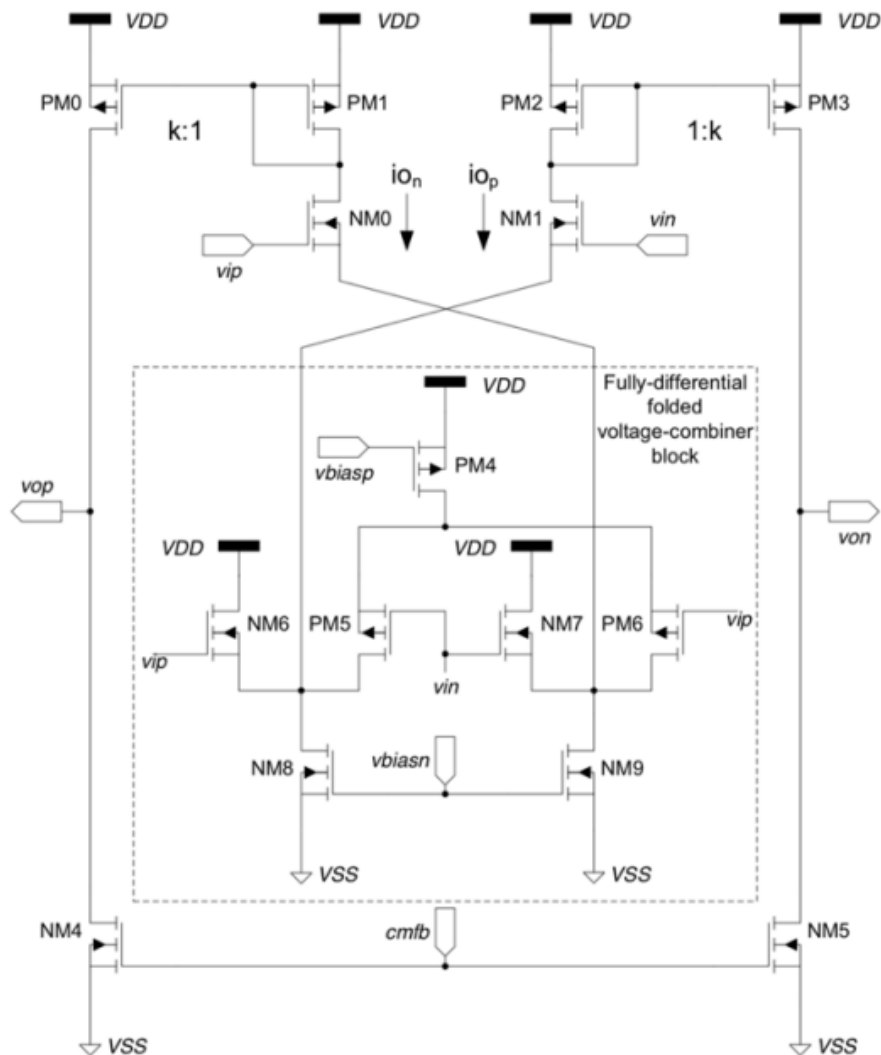 VDD VDD VDD VDD
PM0 PM1 PM2 PM3
k:1 1:k
ion iop
NM0 NM1
vip vin
Fully-differential
folded
voltage-combiner
block
VDD
vbiasp PM4
vop von
VDD VDD
NM6 PM5 NM7 PM6
vip vin vip
NM8 vbiasn NM9
VSS VSS
NM4 cmfb NM5
VSS VSS